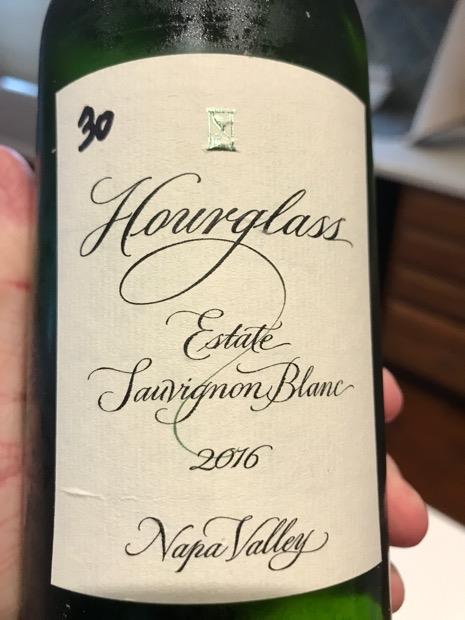 30
Hourglass
Estate
Sauvignon Blanc
2016
Napa Valley